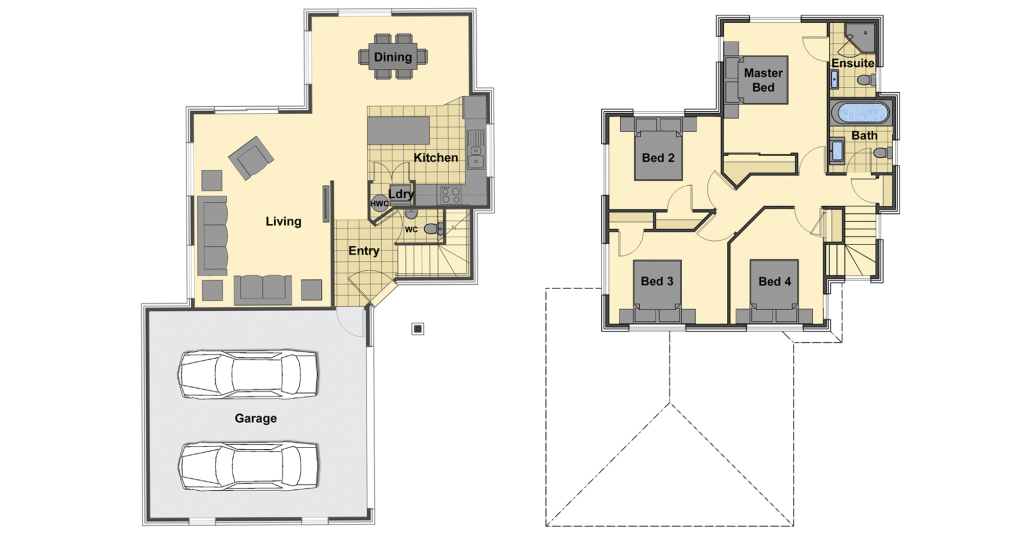 Dining
Kitchen
Ldry
HWC
Living
WC
Entry
Garage
Ensuite
Master
Bed
Bath
Bed 2
Bed 3
Bed 4